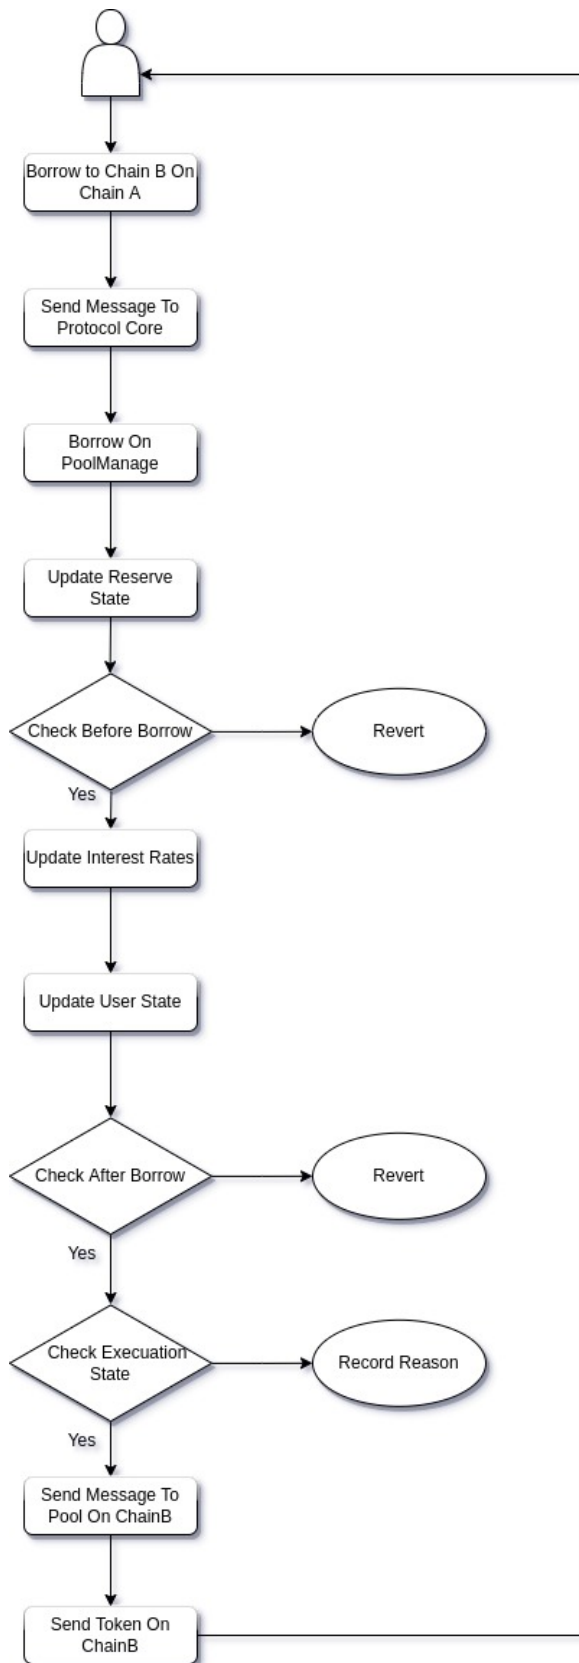 Borrow to Chain B On
Chain A
Send Message To
Protocol Core
Borrow On
PoolManage
Update Reserve
State
Check Before Borrow
Revert
Yes
Update Interest Rates
Update User State
Check After Borrow
Revert
Yes
Check Execuation
State
Record Reason
Yes
Send Message To
Pool On ChainB
Send Token On
ChainB